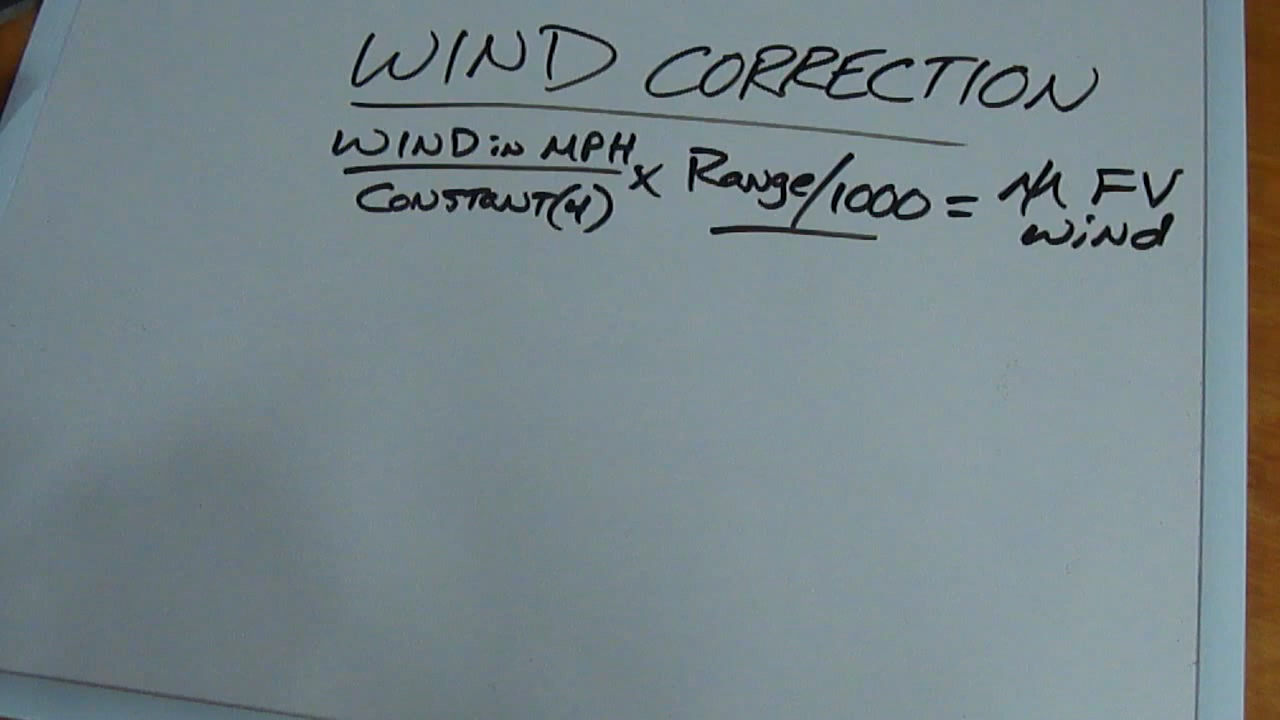 WIND CORRECTION
WIND in MPH
CONSTANT(4) x Range/1000 = FV
wind